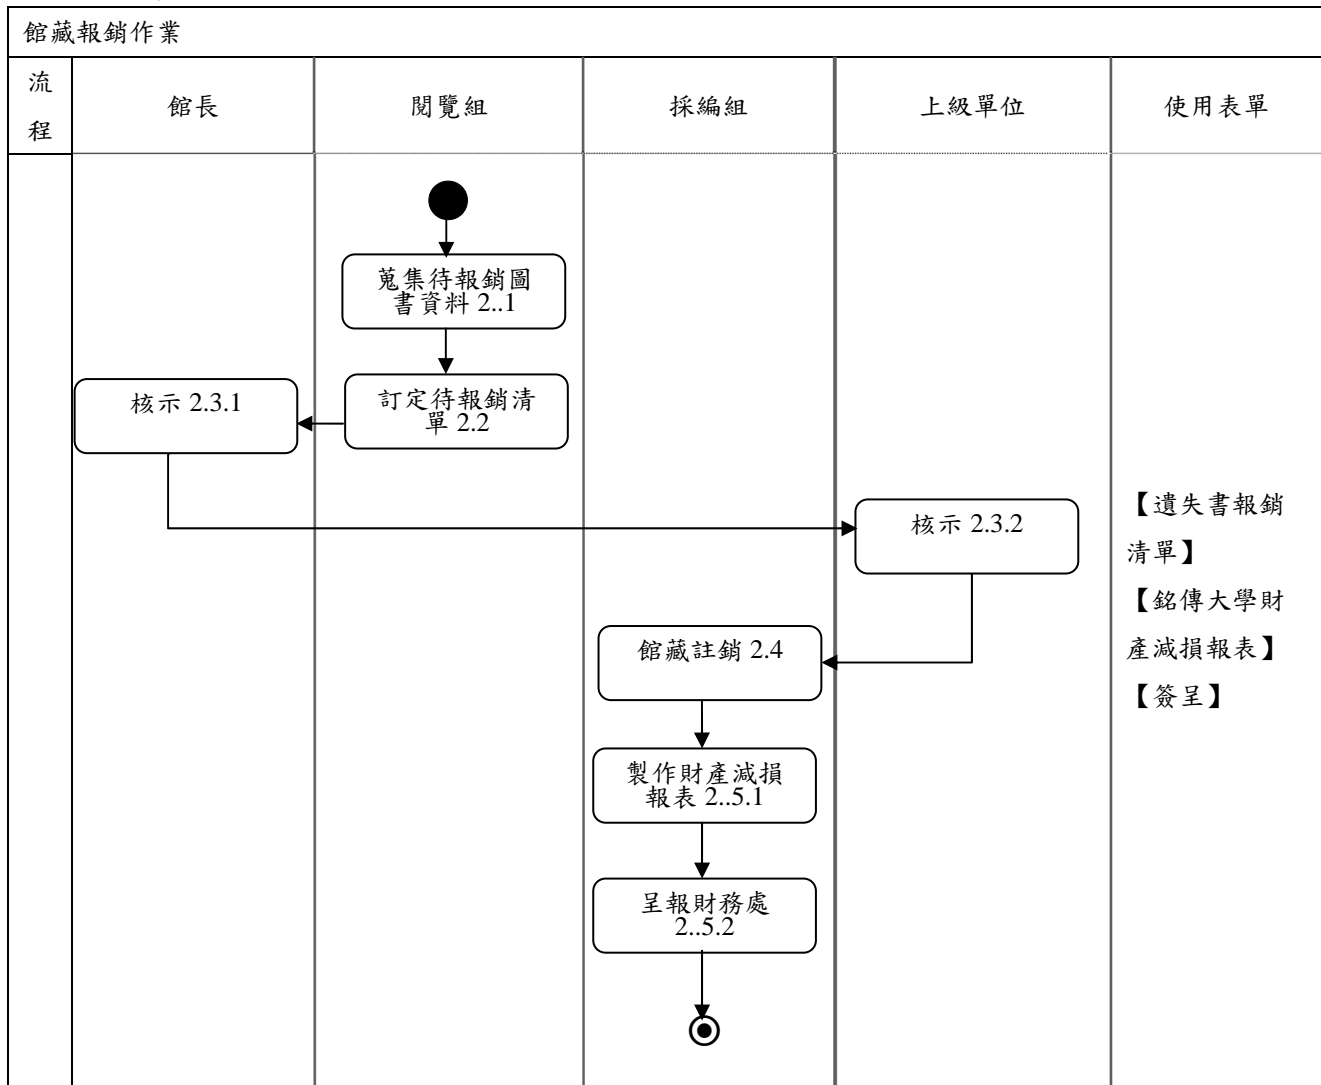 館藏報銷作業
流
程
館長
閱覽組
採編組
上級單位
使用表單
蒐集待報銷圖
書資料 2..1
訂定待報銷清
單 2.2
核示 2.3.1
核示 2.3.2
館藏註銷 2.4
製作財產減損
報表 2..5.1
呈報財務處
2..5.2
【遺失書報銷
清單】
【銘傳大學財
產減損報表】
【簽呈】